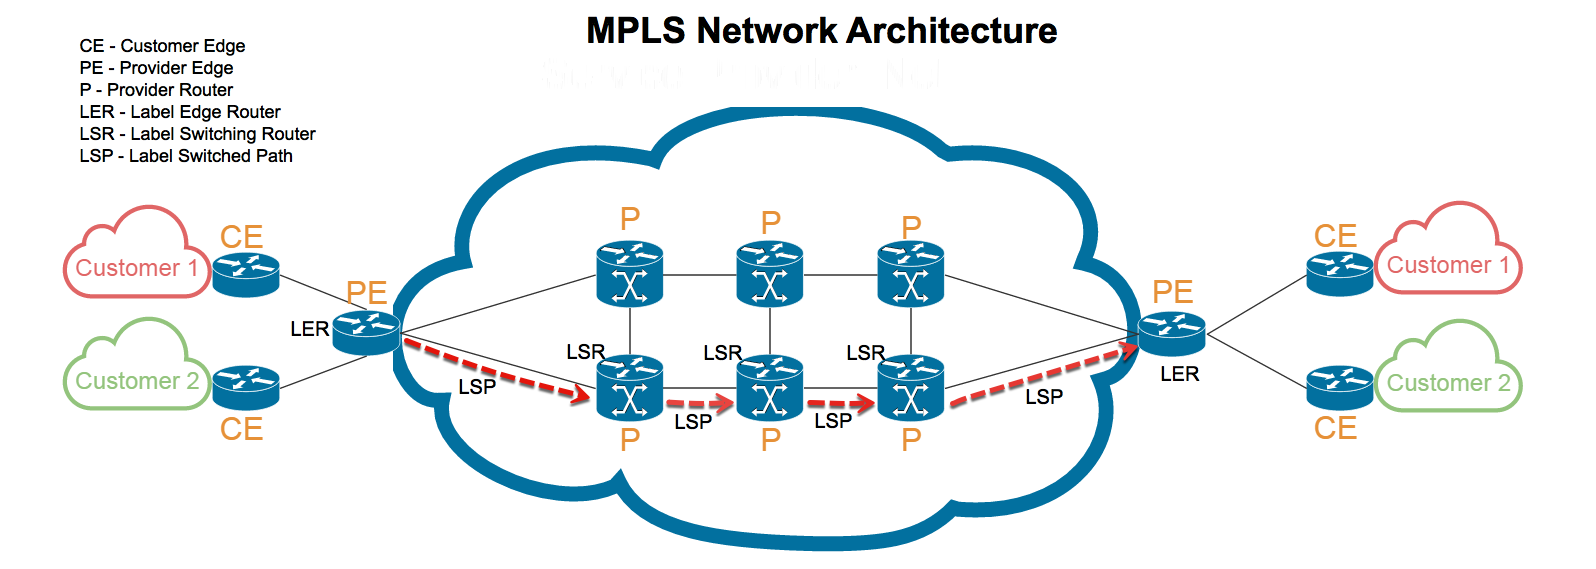 MPLS Network Architecture
CE - Customer Edge
PE - Provider Edge
P - Provider Router
LER - Label Edge Router
LSR - Label Switching Router
LSP - Label Switched Path
CE
Customer 1
PE
LER
Customer 2
CE
P
P
P
LSR
LSR
LSR
LSP
LSP
LSP
LSP
P
P
P
CE
Customer 1
PE
LER
Customer 2
CE